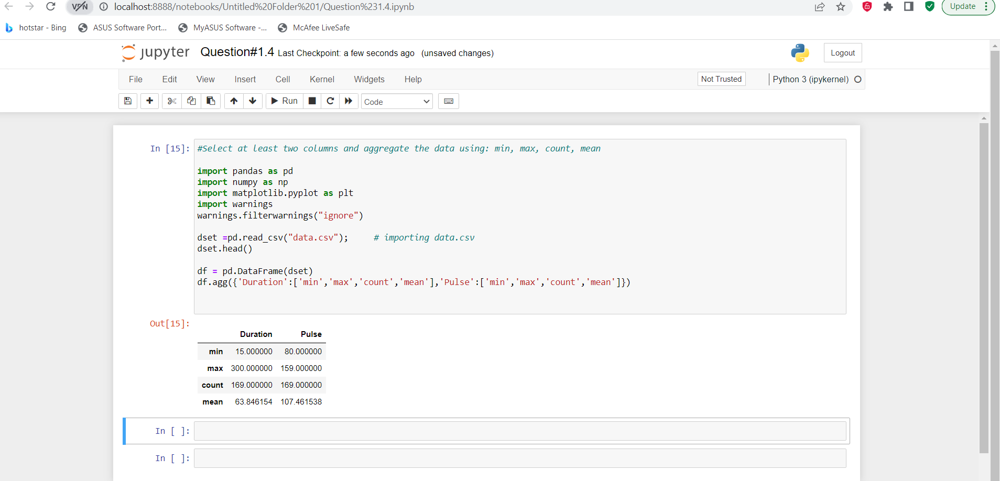 VPN localhost:8888/notebooks/Untitled%20Folder%201/Question%231.4.ipynb Update
hotstar - Bing ASUS Software Port... MyASUS Software -... McAfee LiveSafe
jupyter Question#1.4 Last Checkpoint: a few seconds ago (unsaved changes) Logout
File Edit View Insert Cell Kernel Widgets Help Not Trusted Python 3 (ipykernel)
Run Code
In [15]: #Select at least two columns and aggregate the data using: min, max, count, mean
import pandas as pd
import numpy as np
import matplotlib.pyplot as plt
import warnings
warnings.filterwarnings("ignore")
dset =pd.read_csv("data.csv");     # importing data.csv
dset.head()
df = pd.DataFrame(dset)
df.agg({'Duration':['min','max','count','mean'],'Pulse':['min','max','count','mean']})
Out[15]:
Duration Pulse
min 15.000000 80.000000
max 300.000000 159.000000
count 169.000000 169.000000
mean 63.846154 107.461538
In [ ]:
In [ ]: